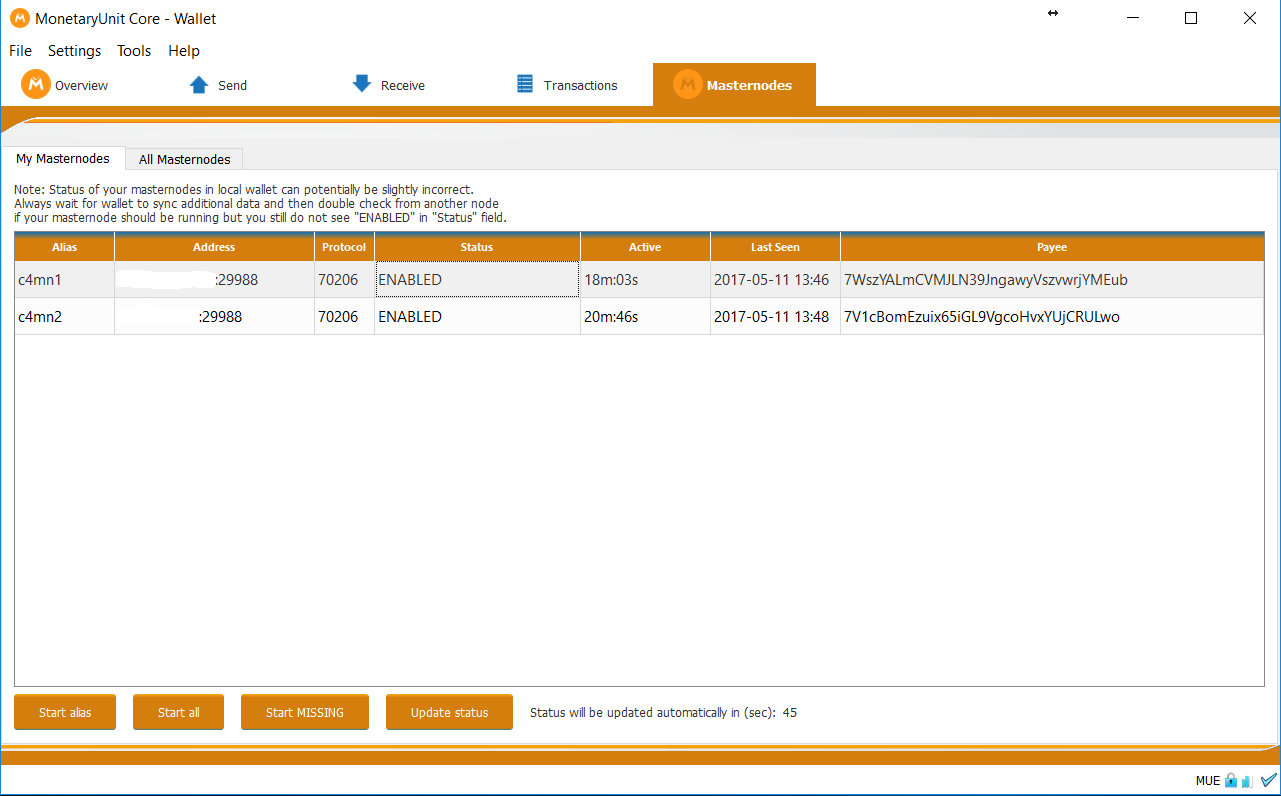 MonetaryUnit Core - Wallet
File Settings Tools Help
Overview Send Receive Transactions Masternodes
My Masternodes All Masternodes
Note: Status of your masternodes in local wallet can potentially be slightly incorrect.
Always wait for wallet to sync additional data and then double check from another node
if your masternode should be running but you still do not see "ENABLED" in "Status" field.
Alias Address Protocol Status Active Last Seen Payee
c4mn1 :29988 70206 ENABLED 18m:03s 2017-05-11 13:46 7WszYALmCVMJLN39JngawyVszvwrjYMEub
c4mn2 :29988 70206 ENABLED 20m:46s 2017-05-11 13:48 7V1cBomEzuix65iGL9VgcoHvxYUjCRULwo
Start alias Start all Start MISSING Update status Status will be updated automatically in (sec): 45
MUE